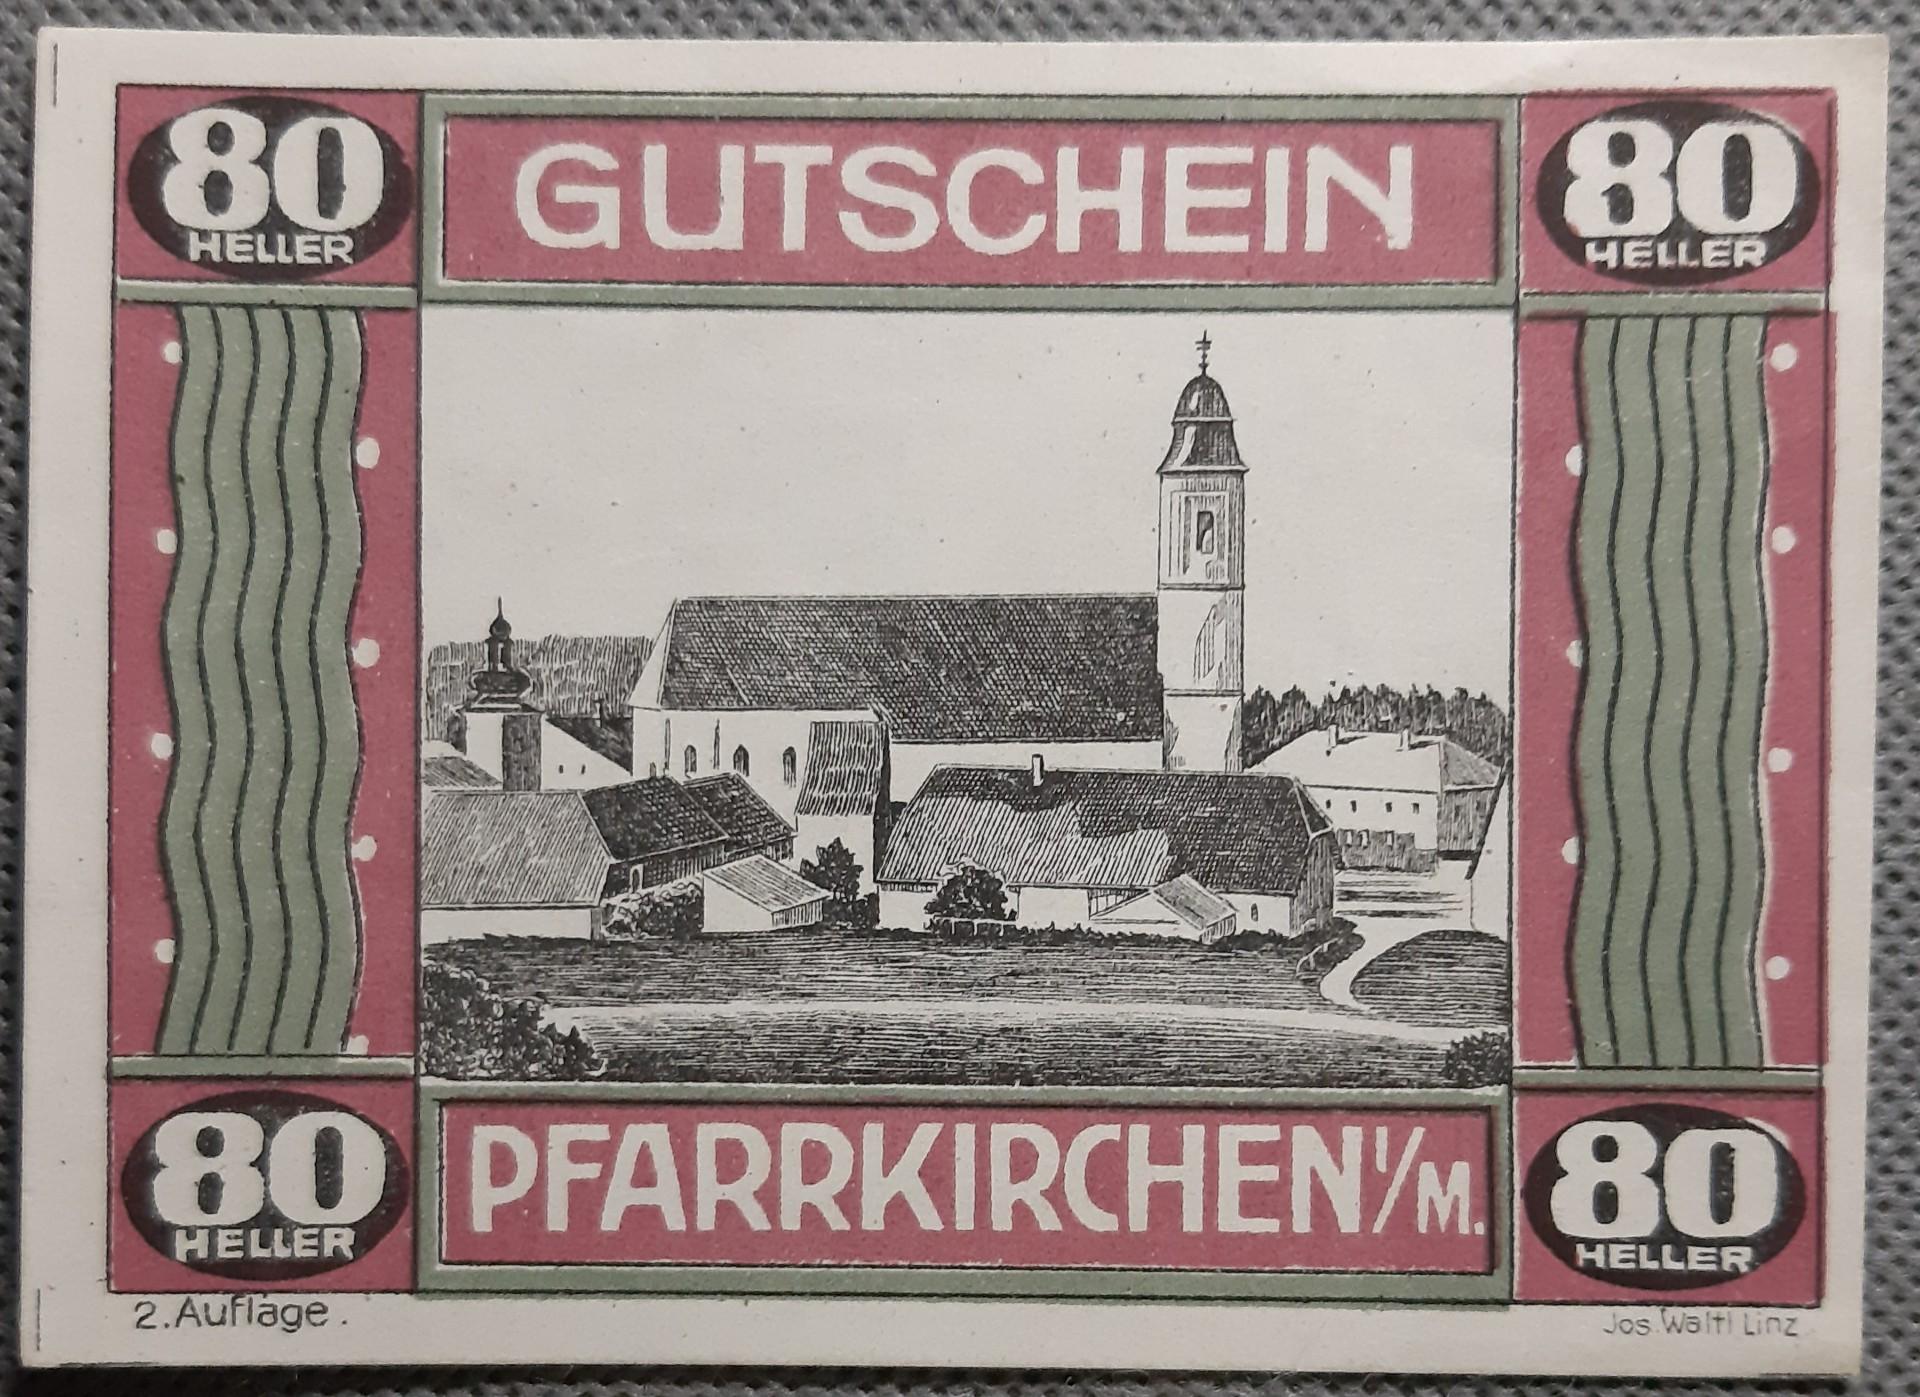 80 HELLER
GUTSCHEIN
80 HELLER
80 HELLER
PFARRKIRCHEN I/M.
80 HELLER
2. Auflage.
Jos. Waltl Linz